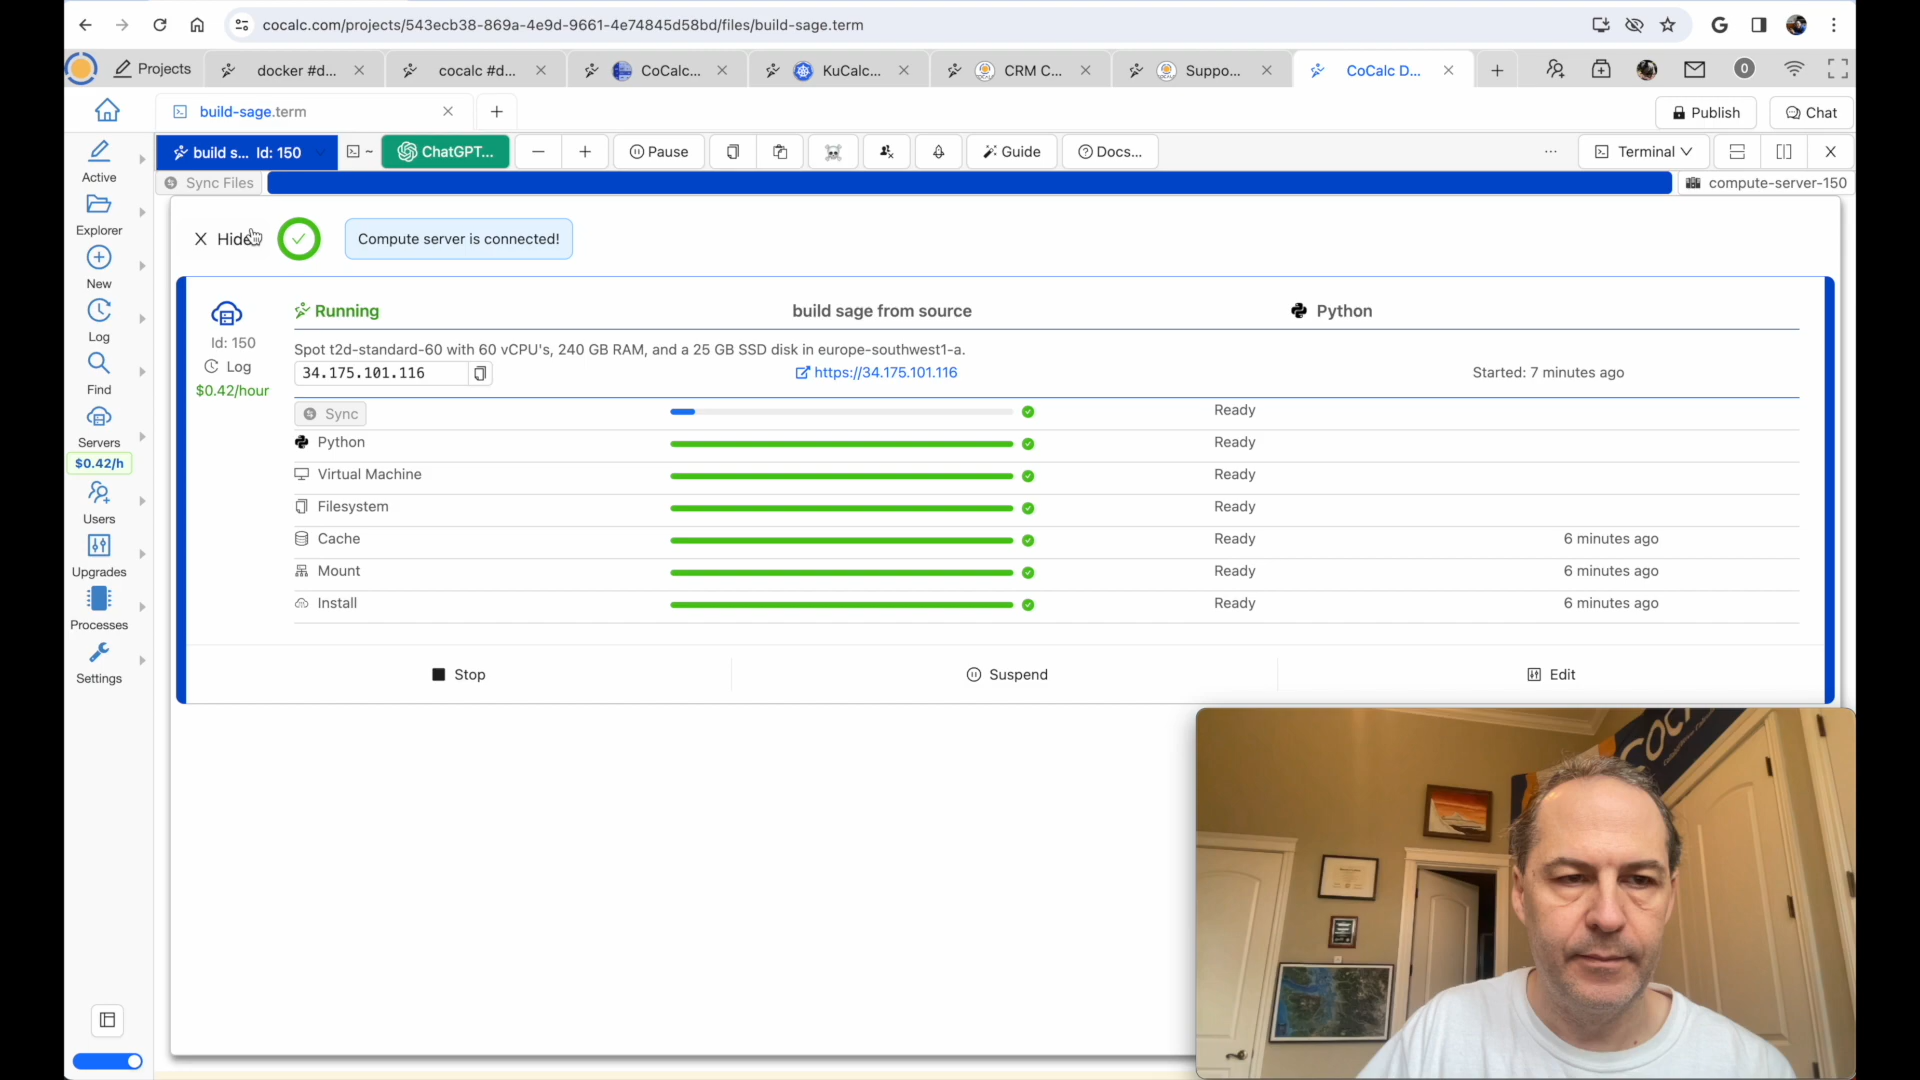 cocalc.com/projects/543ecb38-869a-4e9d-9661-4e74845d58bd/files/build-sage.term
Projects
docker #d...
cocalc #d...
CoCalc...
KuCalc...
CRM C...
Suppo...
CoCalc D...
0
build-sage.term
Publish
Chat
Active
Explorer
New
Log
Find
Servers
$0.42/h
Users
Upgrades
Processes
Settings
build s... Id: 150
~
ChatGPT...
Pause
Guide
Docs...
...
Terminal
Sync Files
compute-server-150
Hide
Compute server is connected!
Id: 150
Log
$0.42/hour
Running
build sage from source
Python
Spot t2d-standard-60 with 60 vCPU's, 240 GB RAM, and a 25 GB SSD disk in europe-southwest1-a.
34.175.101.116
https://34.175.101.116
Started: 7 minutes ago
Sync
Ready
Python
Ready
Virtual Machine
Ready
Filesystem
Ready
Cache
Ready
6 minutes ago
Mount
Ready
6 minutes ago
Install
Ready
6 minutes ago
Stop
Suspend
Edit